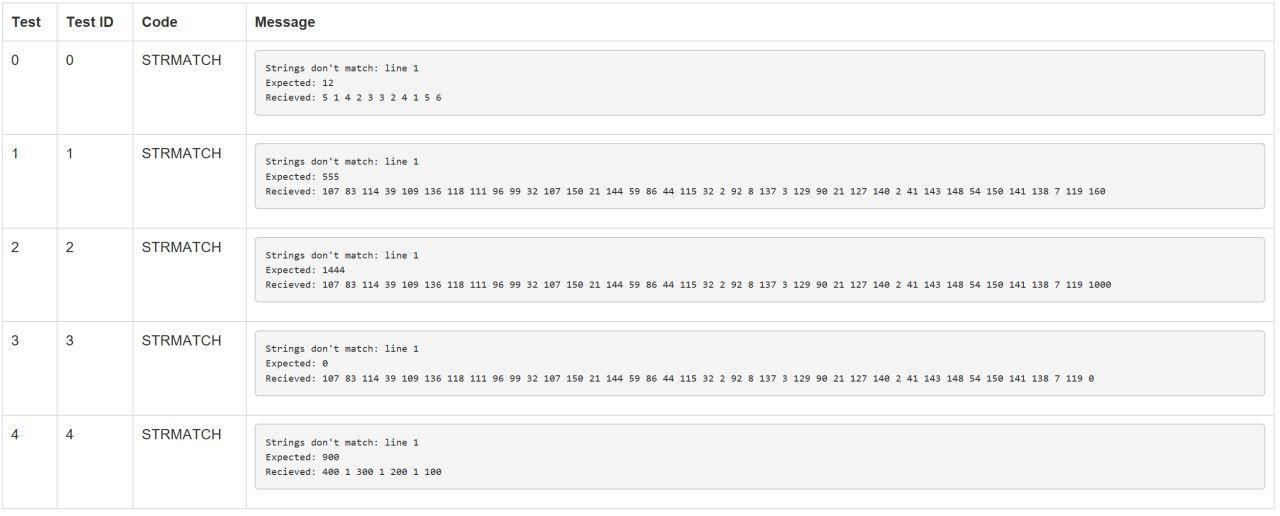 Test Test ID Code Message
0 0 STRMATCH
Strings don't match: line 1
Expected: 12
Recieved: 5 1 4 2 3 3 2 4 1 5 6
1 1 STRMATCH
Strings don't match: line 1
Expected: 555
Recieved: 107 83 114 39 109 136 118 111 96 99 32 107 150 21 144 59 86 44 115 32 2 92 8 137 3 129 90 21 127 140 2 41 143 148 54 150 141 138 7 119 160
2 2 STRMATCH
Strings don't match: line 1
Expected: 1444
Recieved: 107 83 114 39 109 136 118 111 96 99 32 107 150 21 144 59 86 44 115 32 2 92 8 137 3 129 90 21 127 140 2 41 143 148 54 150 141 138 7 119 1000
3 3 STRMATCH
Strings don't match: line 1
Expected: 0
Recieved: 107 83 114 39 109 136 118 111 96 99 32 107 150 21 144 59 86 44 115 32 2 92 8 137 3 129 90 21 127 140 2 41 143 148 54 150 141 138 7 119 0
4 4 STRMATCH
Strings don't match: line 1
Expected: 900
Recieved: 400 1 300 1 200 1 100